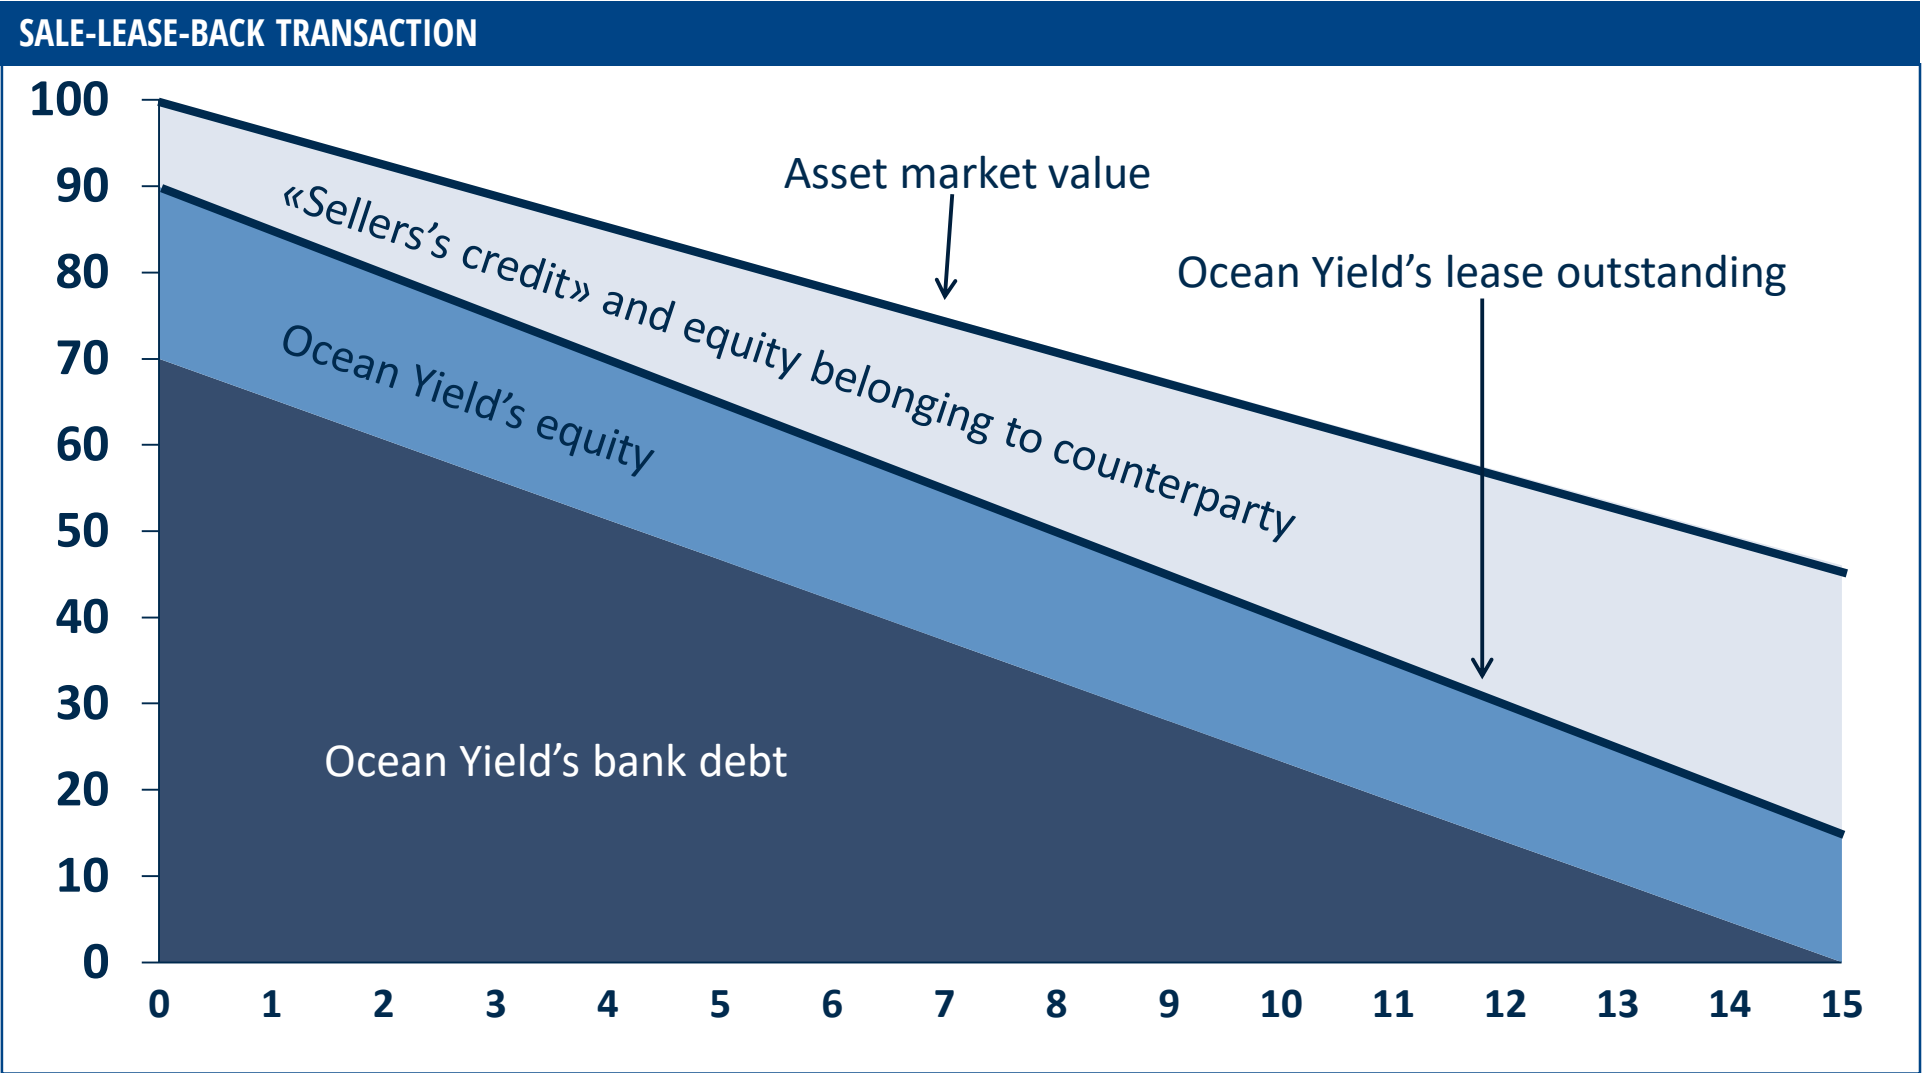 SALE-LEASE-BACK TRANSACTION
100
90
80
70
60
50
40
30
20
10
0
Asset market value
Ocean Yield’s lease outstanding
«Sellers’s credit» and equity belonging to counterparty
Ocean Yield’s equity
Ocean Yield’s bank debt
0 1 2 3 4 5 6 7 8 9 10 11 12 13 14 15